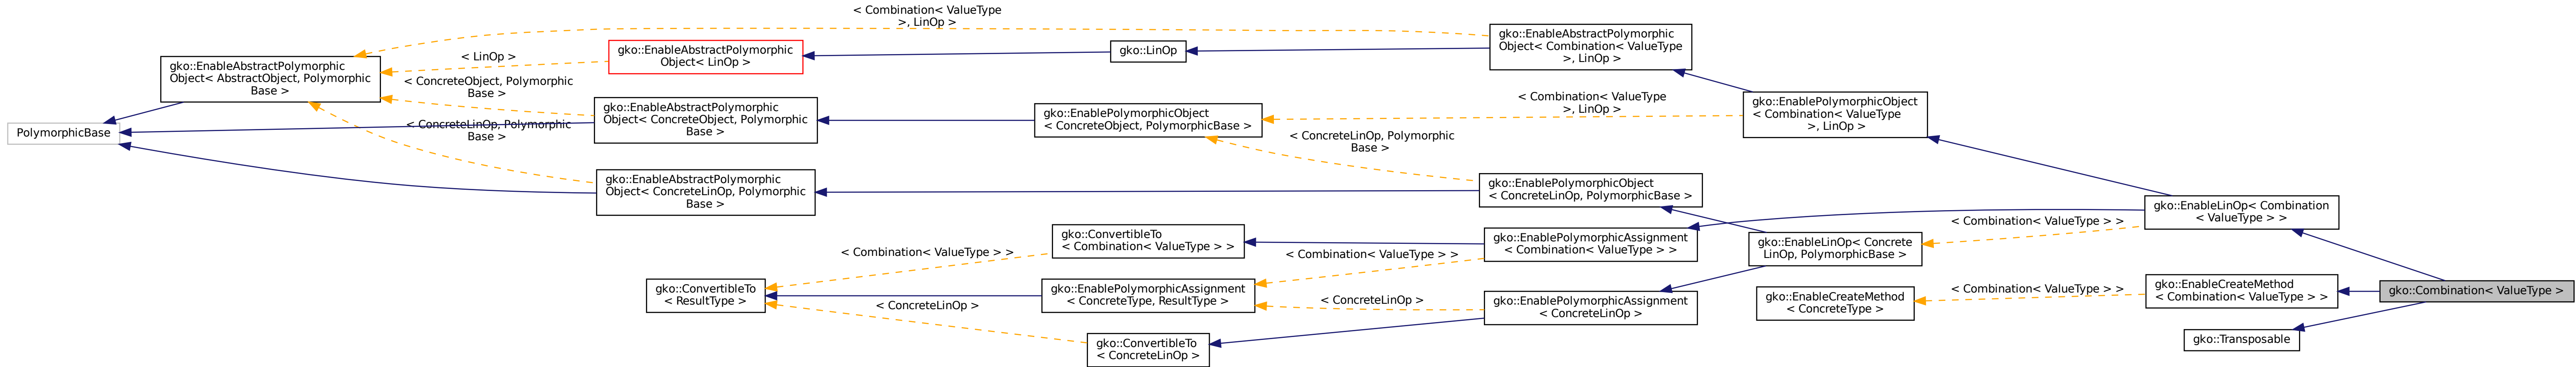 < Combination< ValueType
>, LinOp >
gko::EnableAbstractPolymorphic
Object< Combination< ValueType
>, LinOp >
gko::EnableAbstractPolymorphic
Object< LinOp >
gko::LinOp
< LinOp >
gko::EnableAbstractPolymorphic
Object< AbstractObject, Polymorphic
Base >
< ConcreteObject, Polymorphic
Base >
gko::EnableAbstractPolymorphic
Object< ConcreteObject, Polymorphic
Base >
gko::EnablePolymorphicObject
< ConcreteObject, PolymorphicBase >
< Combination< ValueType
>, LinOp >
gko::EnablePolymorphicObject
< Combination< ValueType
>, LinOp >
PolymorphicBase
< ConcreteLinOp, Polymorphic
Base >
< ConcreteLinOp, Polymorphic
Base >
gko::EnableAbstractPolymorphic
Object< ConcreteLinOp, Polymorphic
Base >
gko::EnablePolymorphicObject
< ConcreteLinOp, PolymorphicBase >
gko::EnableLinOp< Combination
< ValueType > >
< Combination< ValueType > >
gko::ConvertibleTo
< Combination< ValueType > >
gko::EnablePolymorphicAssignment
< Combination< ValueType > >
gko::EnableLinOp< Concrete
LinOp, PolymorphicBase >
< Combination< ValueType > >
< Combination< ValueType > >
gko::ConvertibleTo
< ResultType >
gko::EnablePolymorphicAssignment
< ConcreteType, ResultType >
< ConcreteLinOp >
< ConcreteLinOp >
gko::EnablePolymorphicAssignment
< ConcreteLinOp >
gko::EnableCreateMethod
< ConcreteType >
< Combination< ValueType > >
gko::EnableCreateMethod
< Combination< ValueType > >
gko::Combination< ValueType >
gko::Transposable
gko::ConvertibleTo
< ConcreteLinOp >